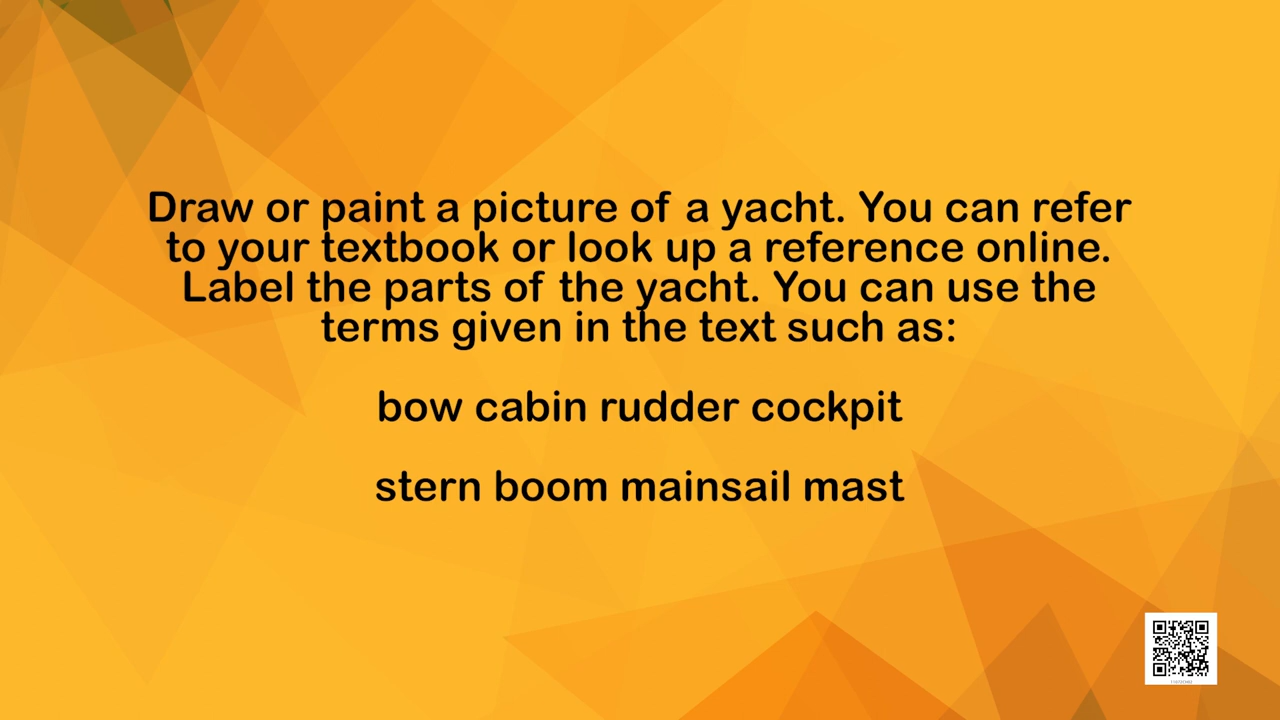 Draw or paint a picture of a yacht. You can refer
to your textbook or look up a reference online.
Label the parts of the yacht. You can use the
terms given in the text such as:
bow cabin rudder cockpit
stern boom mainsail mast